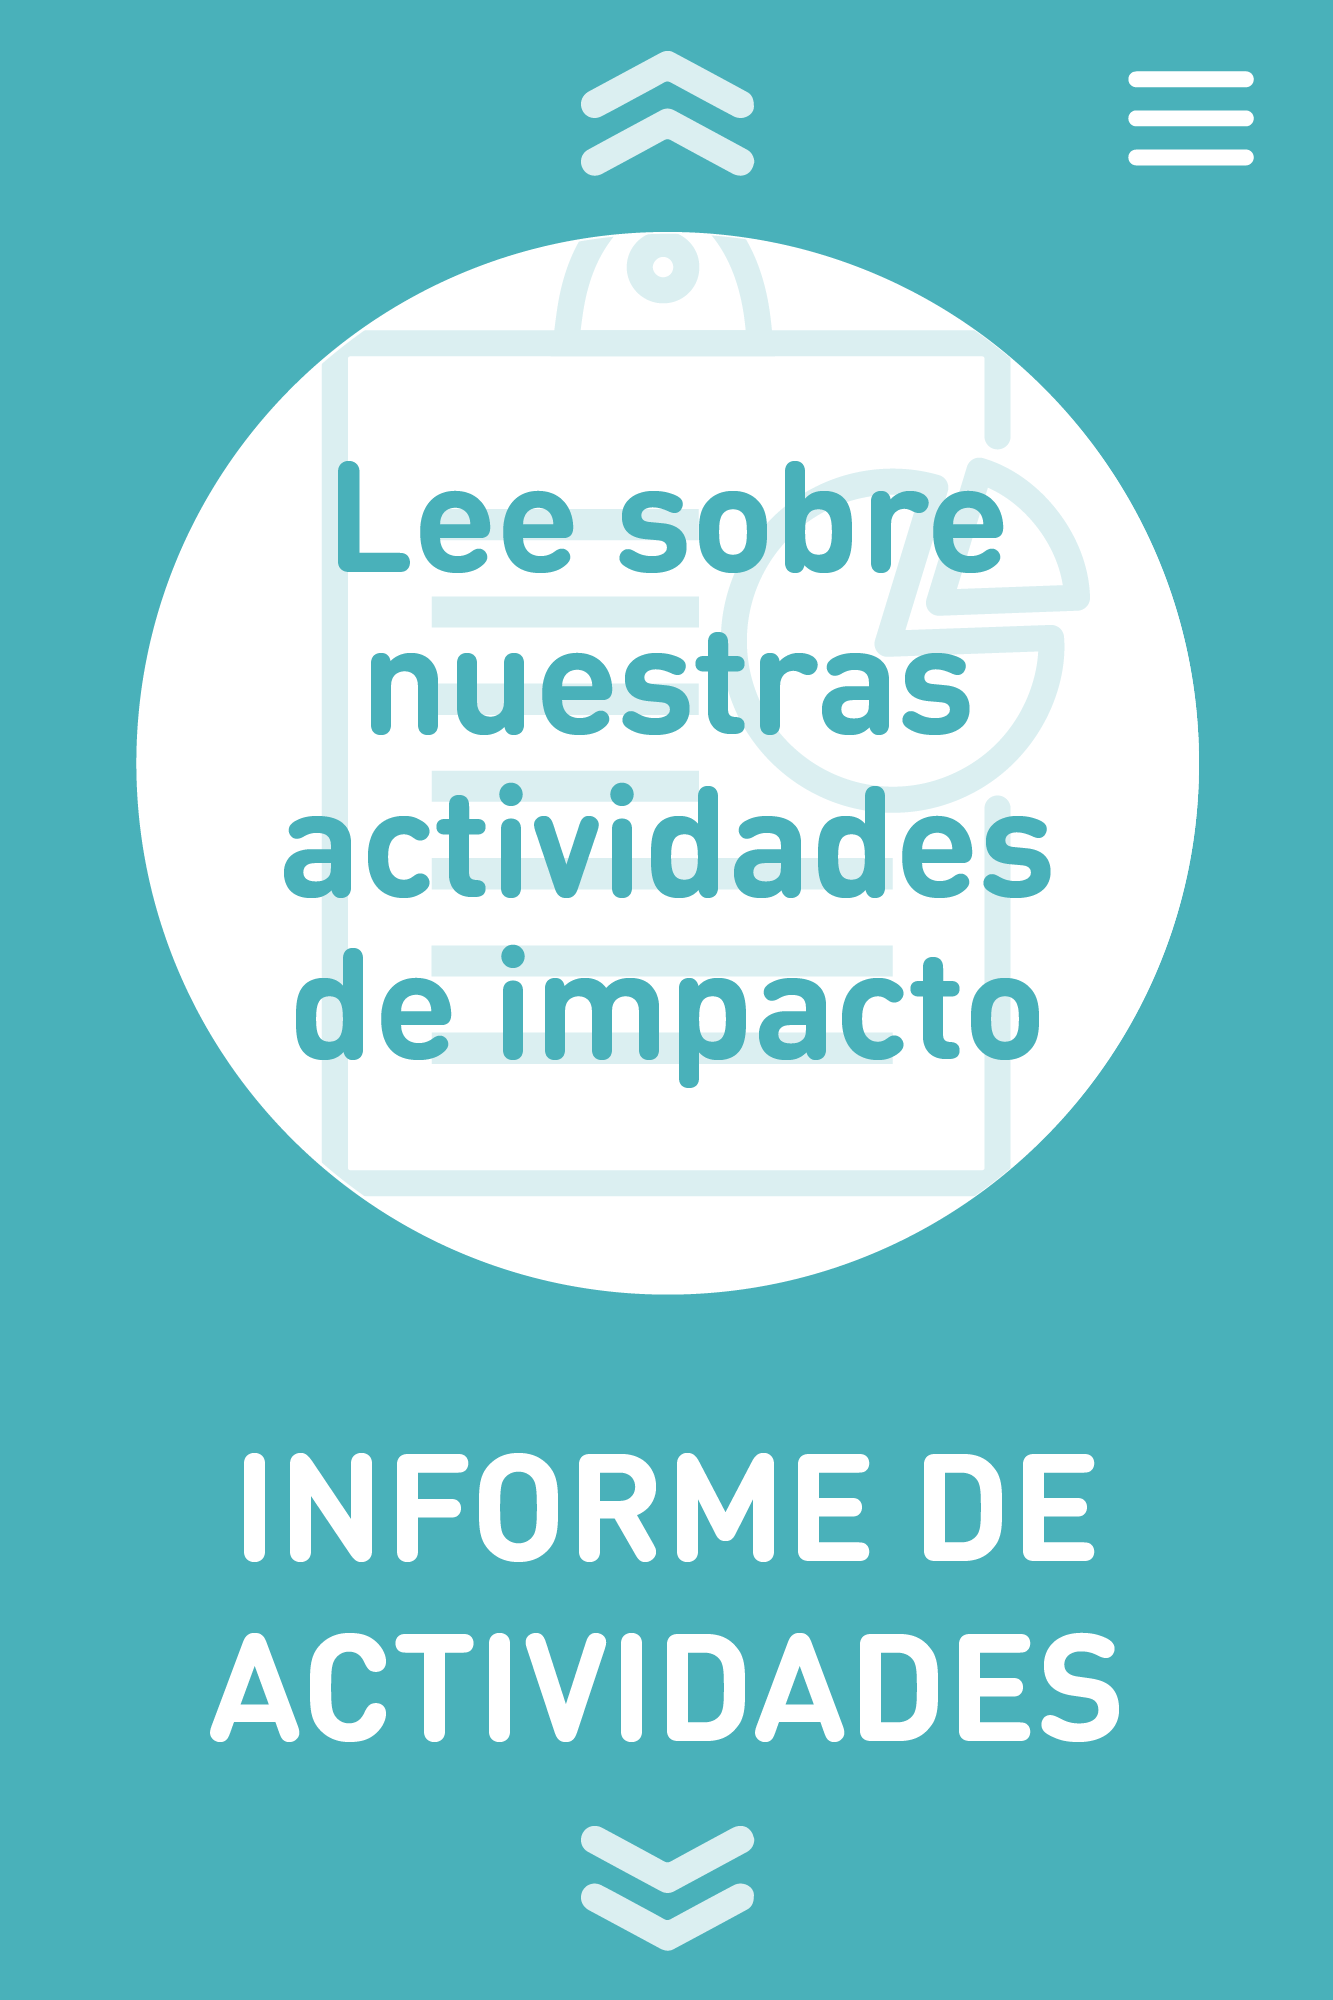 Lee sobre
nuestras
actividades
de impacto
INFORME DE
ACTIVIDADES